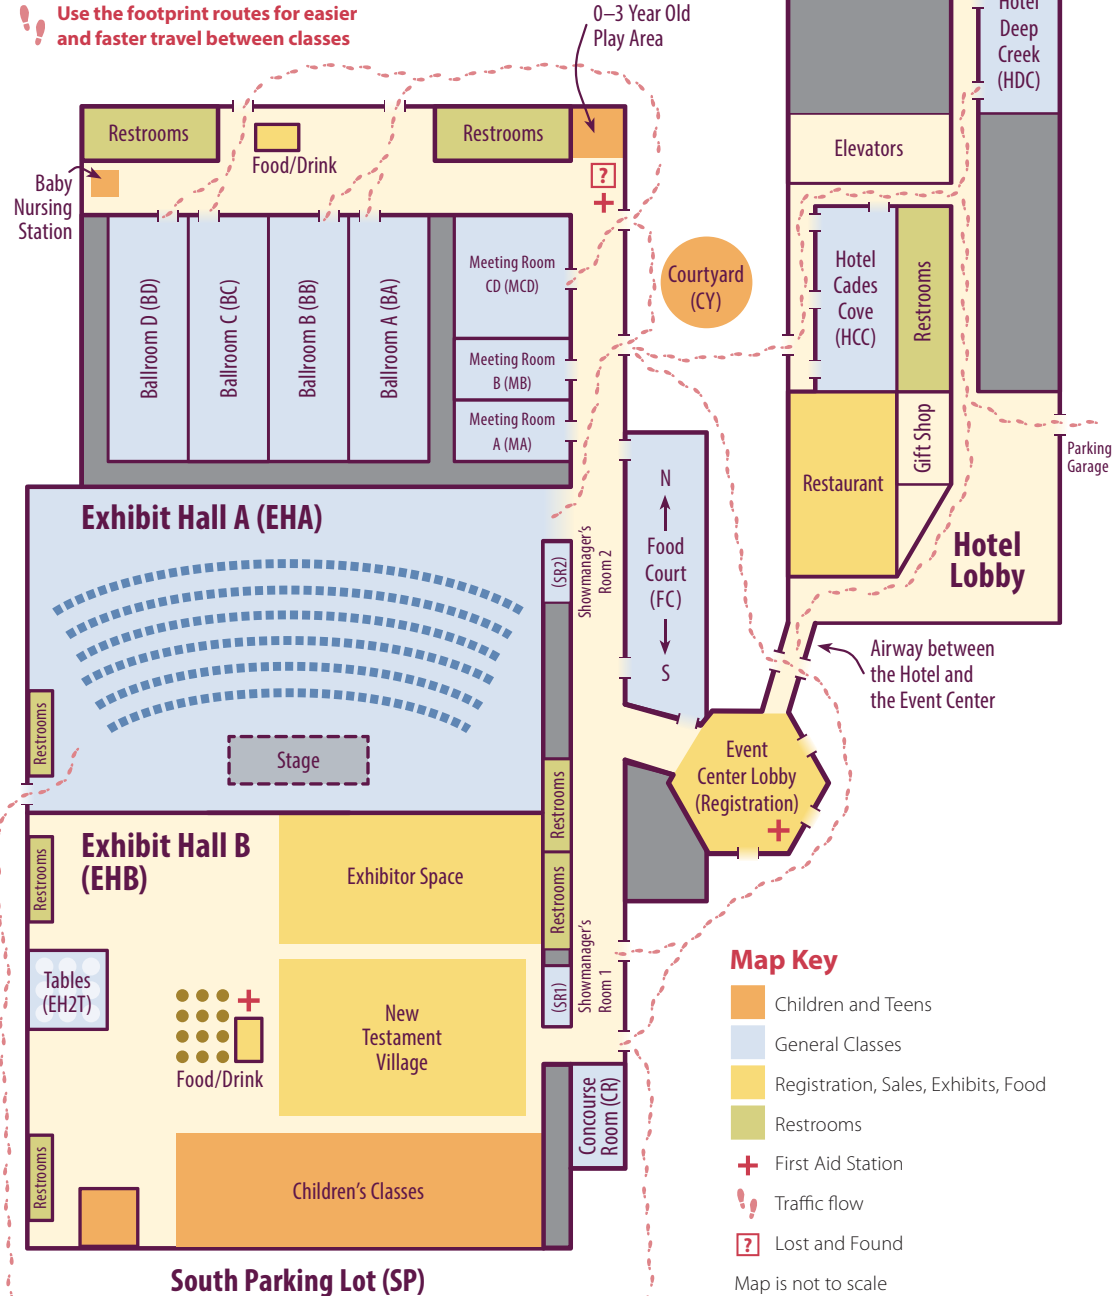 Use the footprint routes for easier
and faster travel between classes
0–3 Year Old
Play Area
Hotel
Deep
Creek
(HDC)
Restrooms
Food/Drink
Restrooms
?
Elevators
Baby
Nursing
Station
Ballroom D (BD)
Ballroom C (BC)
Ballroom B (BB)
Ballroom A (BA)
Meeting Room
CD (MCD)
Meeting Room
B (MB)
Meeting Room
A (MA)
Courtyard
(CY)
Hotel
Cades
Cove
(HCC)
Restrooms
Gift Shop
Restaurant
Parking
Garage
Hotel
Lobby
Exhibit Hall A (EHA)
(SR2)
Showmanager's
Room 2
N
Food
Court
(FC)
S
Airway between
the Hotel and
the Event Center
Restrooms
Stage
Event
Center Lobby
(Registration)
Restrooms
Exhibit Hall B
(EHB)
Restrooms
Exhibitor Space
Restrooms
Tables
(EH2T)
(SR1)
Showmanager's
Room 1
Food/Drink
New
Testament
Village
Concourse
Room (CR)
Restrooms
Children's Classes
South Parking Lot (SP)
Map Key
Children and Teens
General Classes
Registration, Sales, Exhibits, Food
Restrooms
First Aid Station
Traffic flow
? Lost and Found
Map is not to scale